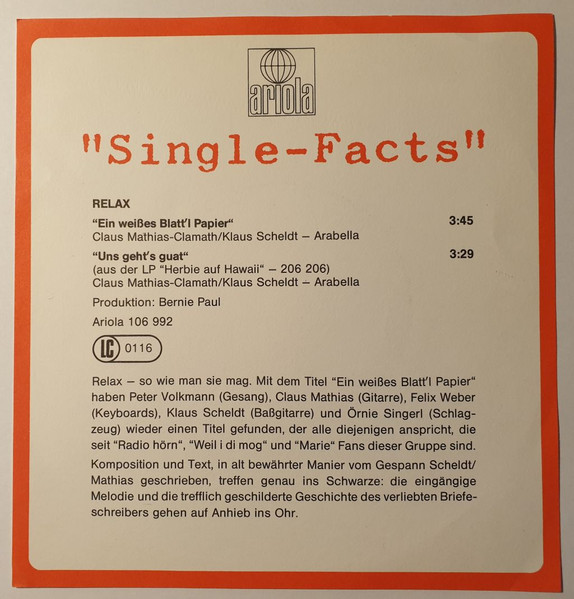 ariola
"Single-Facts"
RELAX
“Ein weißes Blatt’l Papier“ 3:45
Claus Mathias-Clamath/Klaus Scheldt – Arabella
“Uns geht’s guat“ 3:29
(aus der LP “Herbie auf Hawaii“ – 206 206)
Claus Mathias-Clamath/Klaus Scheldt – Arabella
Produktion: Bernie Paul
Ariola 106 992
LC 0116
Relax – so wie man sie mag. Mit dem Titel “Ein weißes Blatt’l Papier“
haben Peter Volkmann (Gesang), Claus Mathias (Gitarre), Felix Weber
(Keyboards), Klaus Scheldt (Baßgitarre) und Örnie Singerl (Schlag-
zeug) wieder einen Titel gefunden, der alle diejenigen anspricht, die
seit “Radio hörn“, “Weil i di mog“ und “Marie“ Fans dieser Gruppe sind.
Komposition und Text, in alt bewährter Manier vom Gespann Scheldt/
Mathias geschrieben, treffen genau ins Schwarze: die eingängige
Melodie und die trefflich geschilderte Geschichte des verliebten Briefe-
schreibers gehen auf Anhieb ins Ohr.